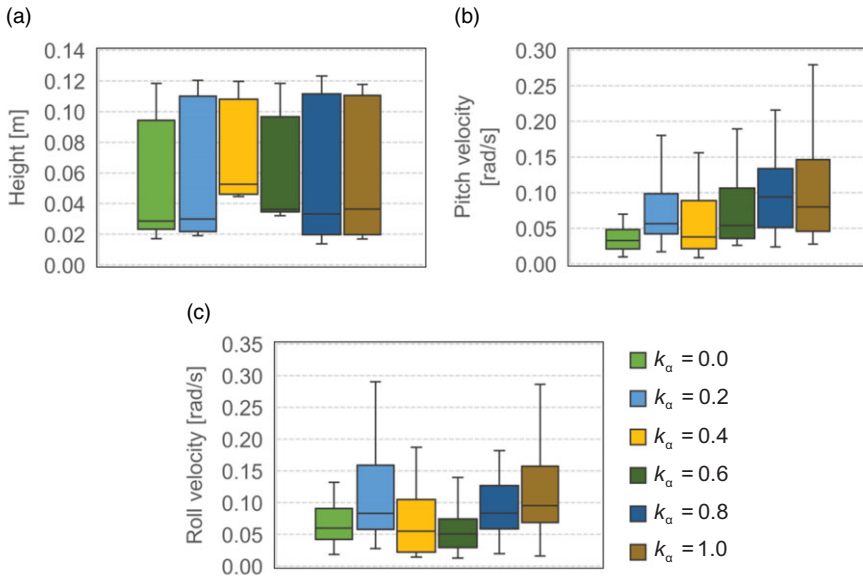 (a)
Height [m]
0.14
0.12
0.10
0.08
0.06
0.04
0.02
0.00
(b)
Pitch velocity
[rad/s]
0.30
0.25
0.20
0.15
0.10
0.05
0.00
(c)
Roll velocity [rad/s]
0.35
0.30
0.25
0.20
0.15
0.10
0.05
0.00
kα = 0.0
kα = 0.2
kα = 0.4
kα = 0.6
kα = 0.8
kα = 1.0